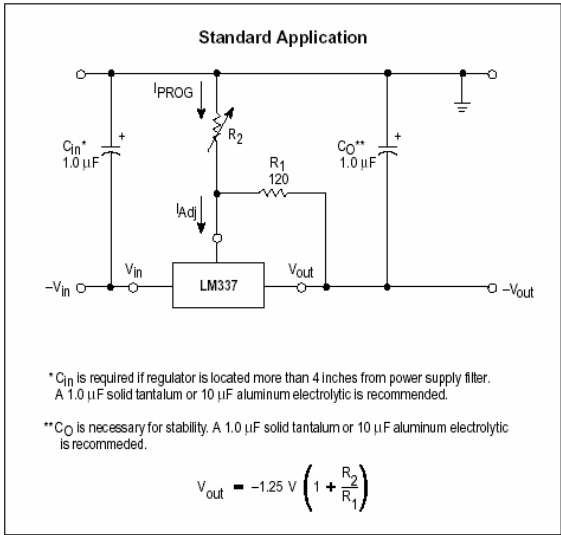 Standard Application
IPROG
Cin*
1.0 µF
+
R2
R1
120
CO**
1.0 µF
+
IAdj
Vin
Vout
–Vin
LM337
–Vout
* Cin is required if regulator is located more than 4 inches from power supply filter.
A 1.0 µF solid tantalum or 10 µF aluminum electrolytic is recommended.
**CO is necessary for stability. A 1.0 µF solid tantalum or 10 µF aluminum electrolytic
is recommeded.
Vout = –1.25 V (1 + R2/R1)